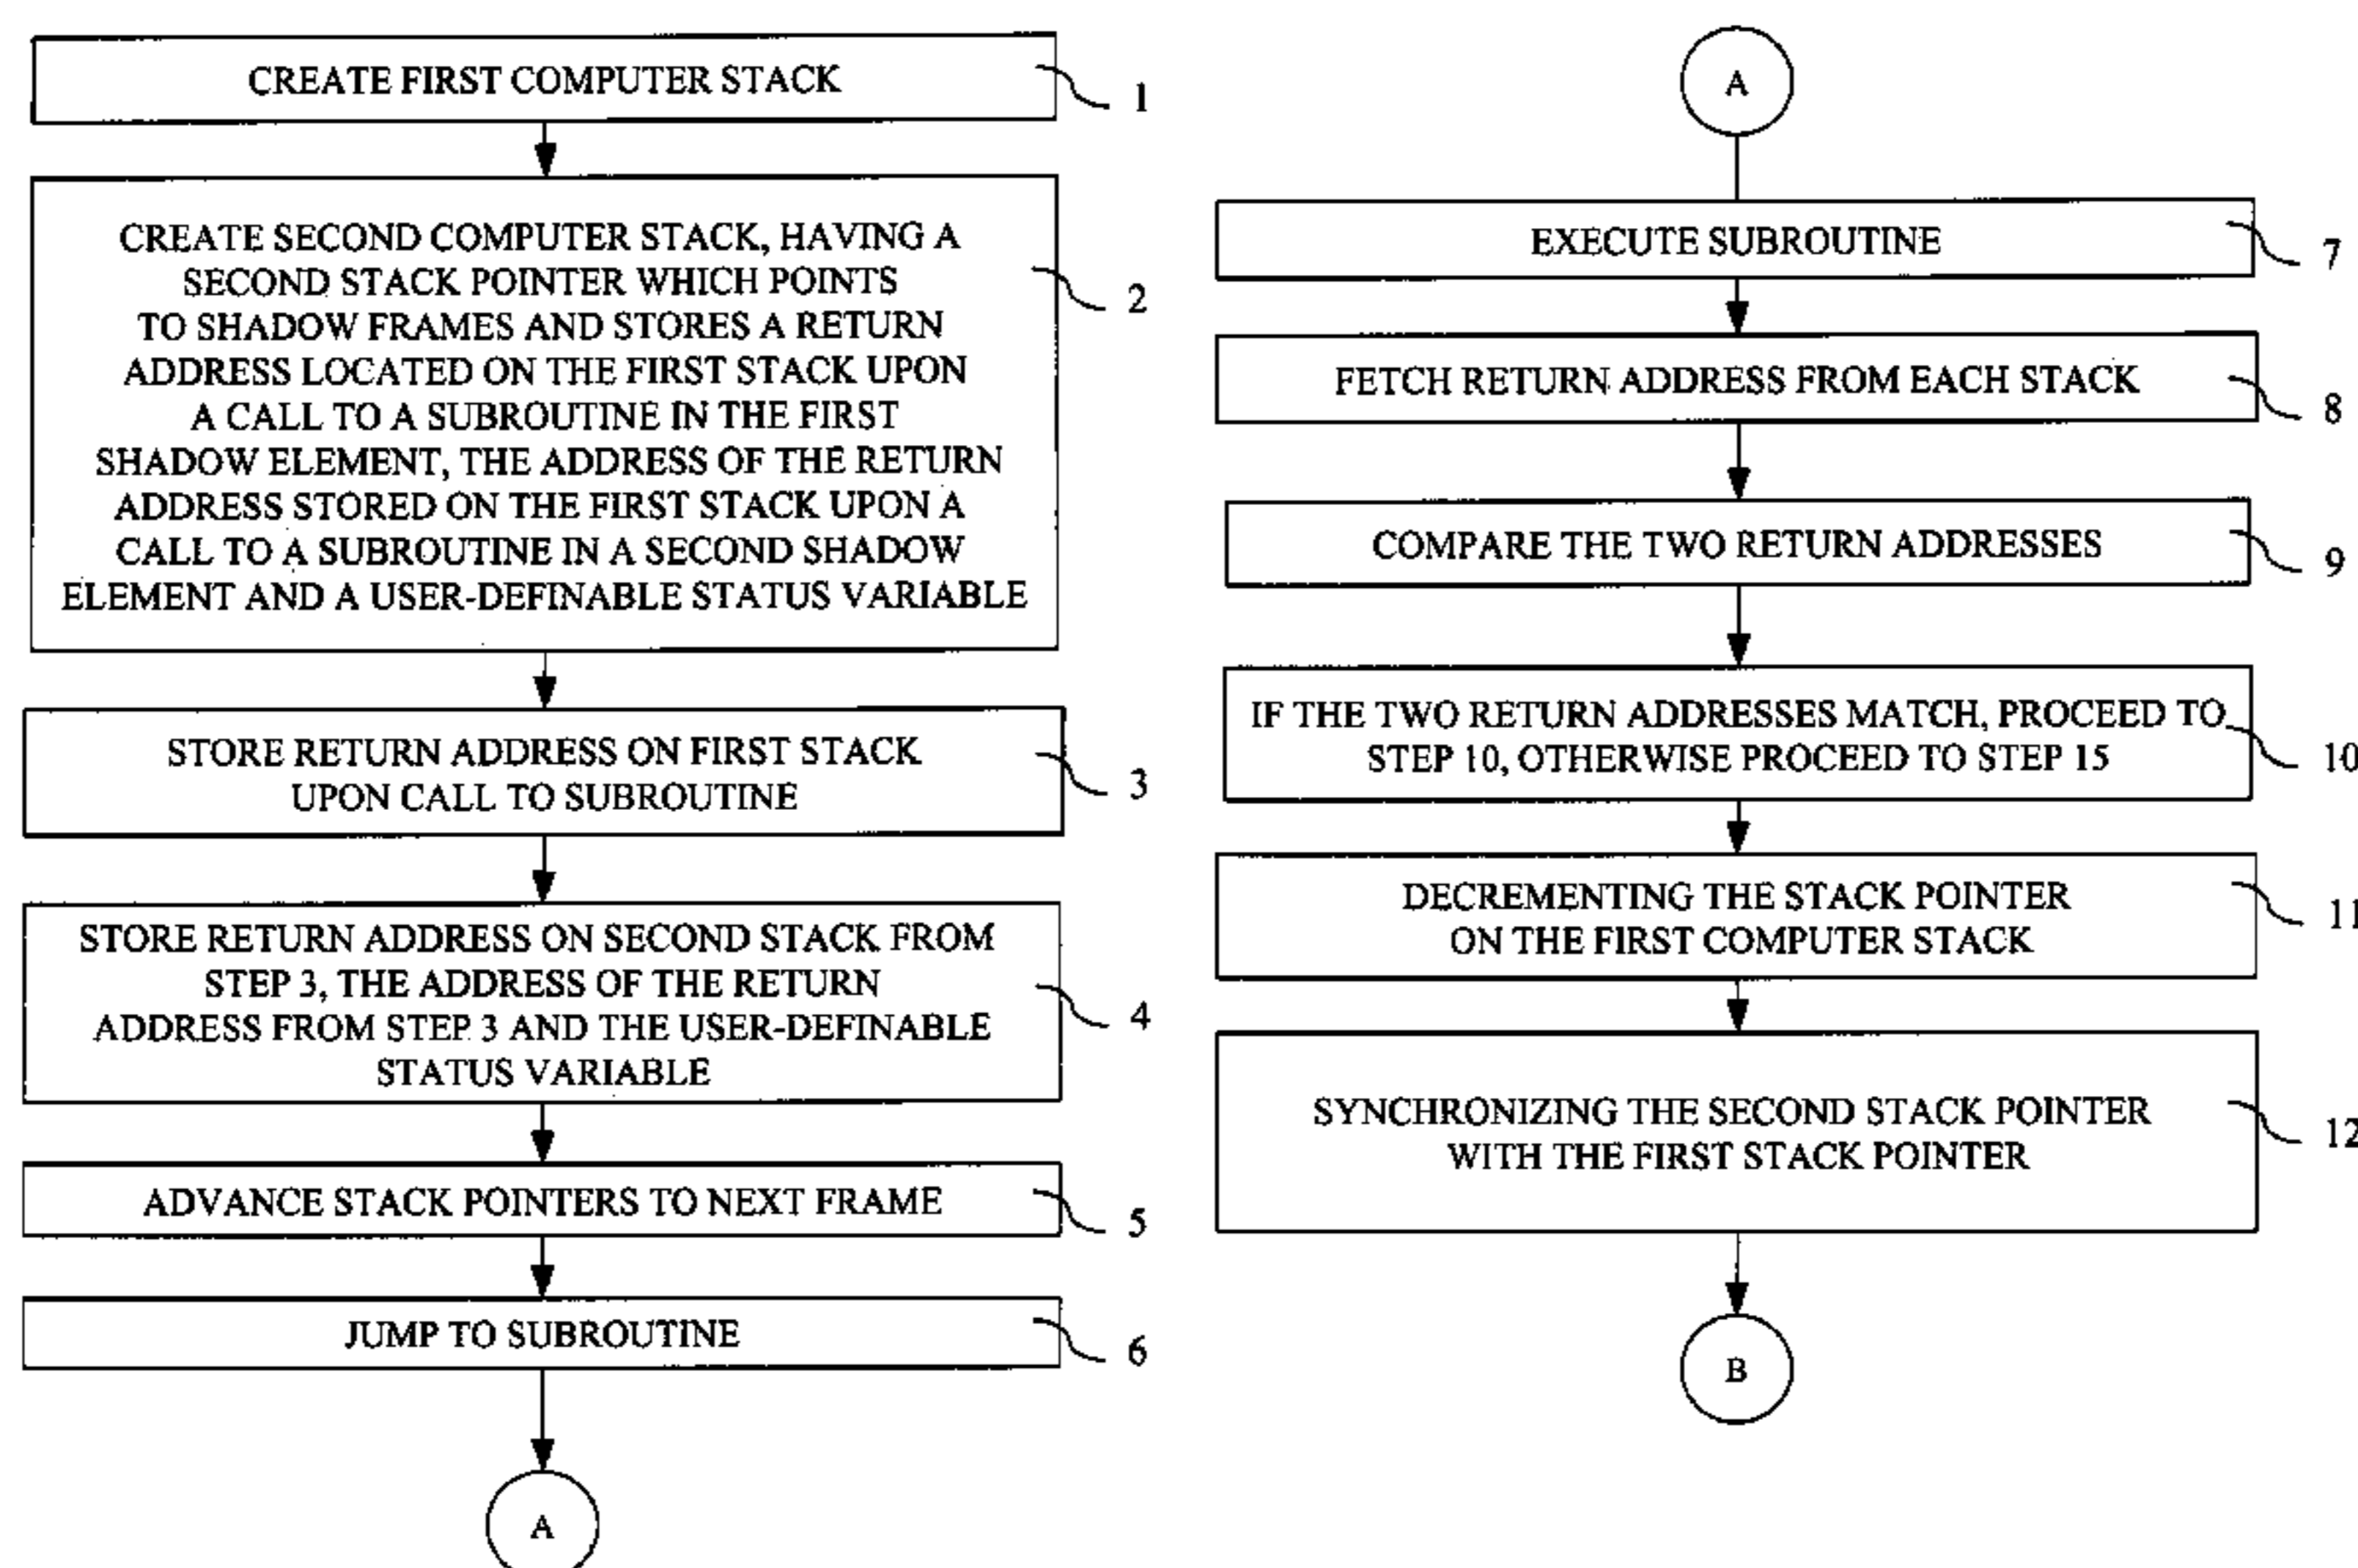 CREATE FIRST COMPUTER STACK
1
CREATE SECOND COMPUTER STACK, HAVING A
SECOND STACK POINTER WHICH POINTS
TO SHADOW FRAMES AND STORES A RETURN
ADDRESS LOCATED ON THE FIRST STACK UPON
A CALL TO A SUBROUTINE IN THE FIRST
SHADOW ELEMENT, THE ADDRESS OF THE RETURN
ADDRESS STORED ON THE FIRST STACK UPON A
CALL TO A SUBROUTINE IN A SECOND SHADOW
ELEMENT AND A USER-DEFINABLE STATUS VARIABLE
2
STORE RETURN ADDRESS ON FIRST STACK
UPON CALL TO SUBROUTINE
3
STORE RETURN ADDRESS ON SECOND STACK FROM
STEP 3, THE ADDRESS OF THE RETURN
ADDRESS FROM STEP 3 AND THE USER-DEFINABLE
STATUS VARIABLE
4
ADVANCE STACK POINTERS TO NEXT FRAME
5
JUMP TO SUBROUTINE
6
A
A
EXECUTE SUBROUTINE
7
FETCH RETURN ADDRESS FROM EACH STACK
8
COMPARE THE TWO RETURN ADDRESSES
9
IF THE TWO RETURN ADDRESSES MATCH, PROCEED TO
STEP 10, OTHERWISE PROCEED TO STEP 15
10
DECREMENTING THE STACK POINTER
ON THE FIRST COMPUTER STACK
11
SYNCHRONIZING THE SECOND STACK POINTER
WITH THE FIRST STACK POINTER
12
B